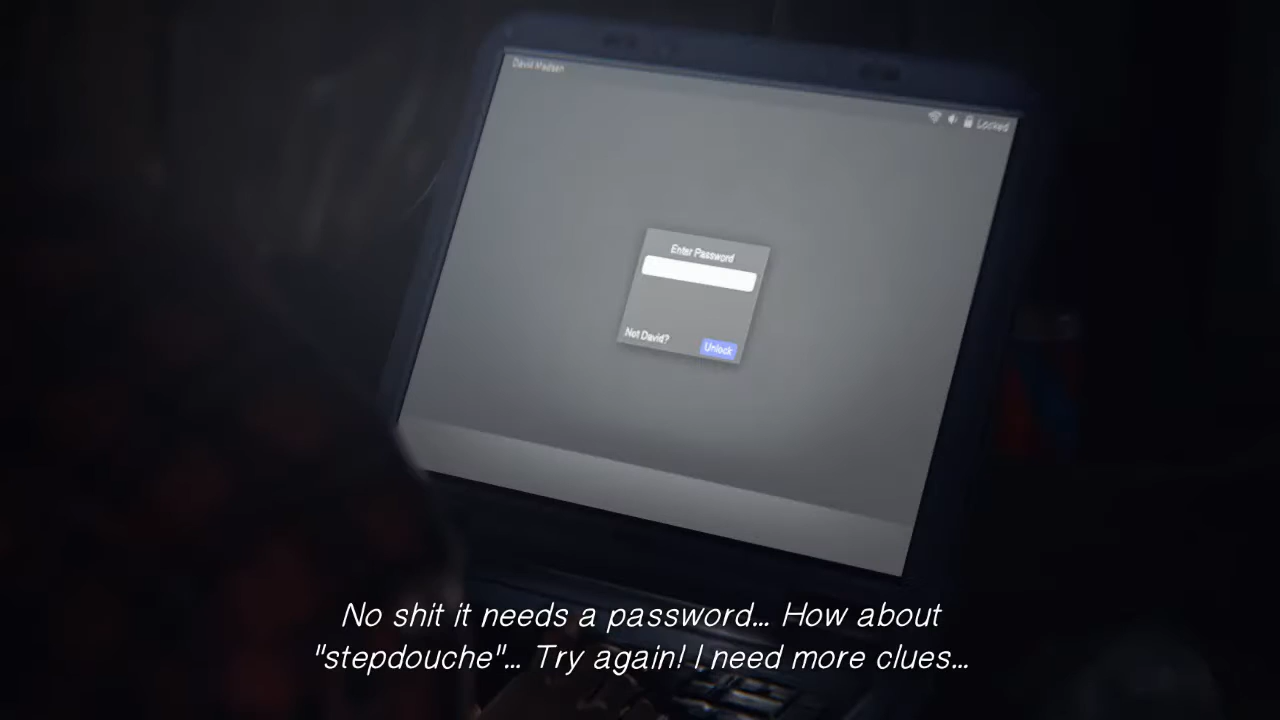 David Madsen
Locked
Enter Password
Not David?
Unlock
No shit it needs a password... How about
"stepdouche"... Try again! I need more clues...